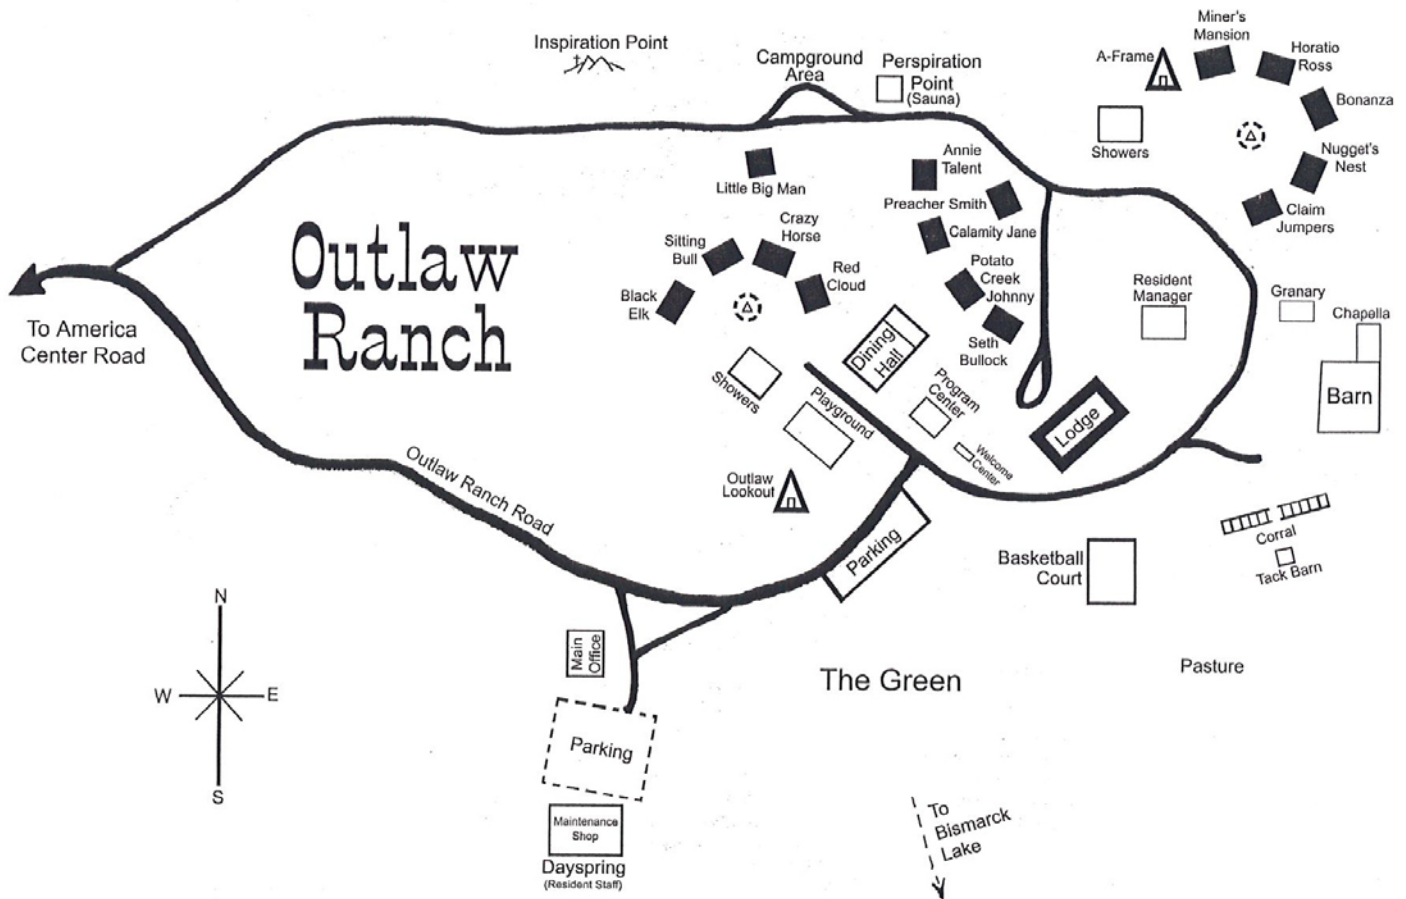 Inspiration Point
Campground
Area
Perspiration
Point
(Sauna)
A-Frame
Miner's
Mansion
Horatio
Ross
Bonanza
Showers
Nugget's
Nest
Claim
Jumpers
Little Big Man
Annie
Talent
Preacher Smith
Calamity Jane
Potato
Creek
Johnny
Seth
Bullock
Crazy
Horse
Sitting
Bull
Red
Cloud
Black
Elk
Outlaw
Ranch
To America
Center Road
Resident
Manager
Granary
Chapella
Barn
Dining
Hall
Showers
Playground
Program
Center
Welcome
Center
Lodge
Outlaw
Lookout
Outlaw Ranch Road
Parking
Basketball
Court
Corral
Tack Barn
Pasture
The Green
N
W
E
S
Main
Office
Parking
Maintenance
Shop
Dayspring
(Resident Staff)
To
Bismarck
Lake